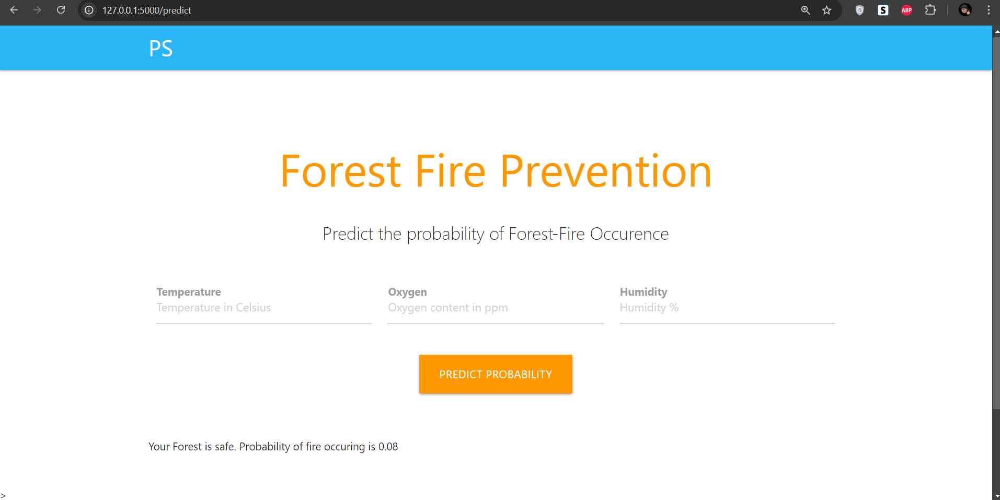 127.0.0.1:5000/predict
S
ABP
PS
Forest Fire Prevention
Predict the probability of Forest-Fire Occurence
Temperature
Temperature in Celsius
Oxygen
Oxygen content in ppm
Humidity
Humidity %
PREDICT PROBABILITY
Your Forest is safe. Probability of fire occuring is 0.08
>